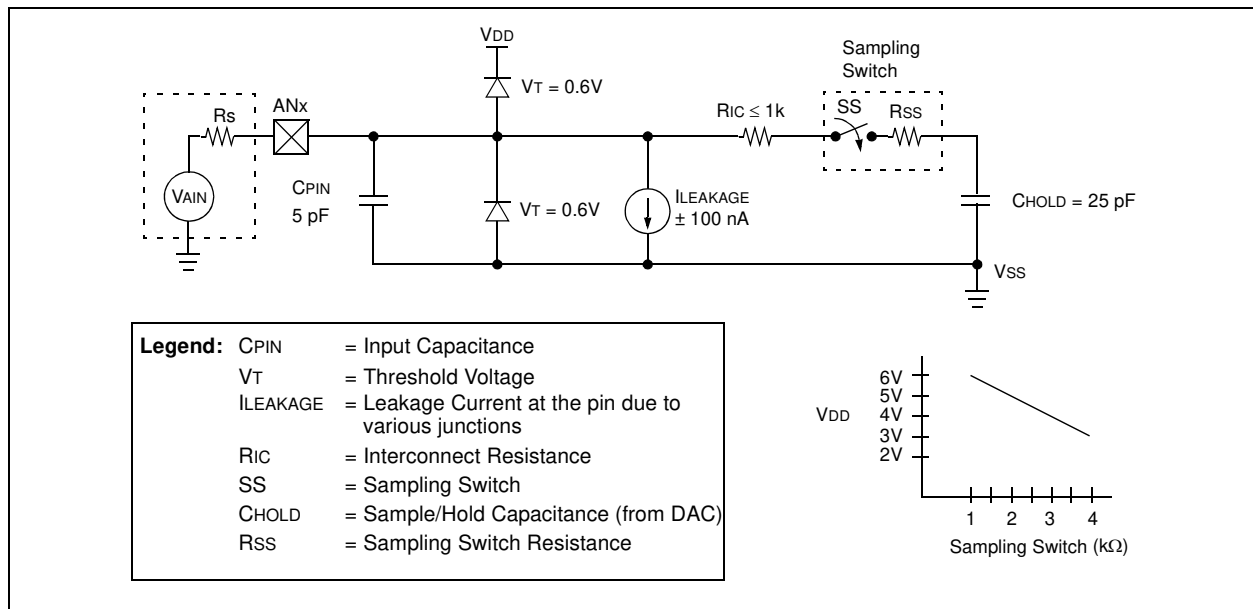 VDD
Sampling
Switch
VT = 0.6V
ANx
Rs
RIC ≤ 1k
SS
RSS
VAIN
CPIN
5 pF
VT = 0.6V
ILEAKAGE
± 100 nA
CHOLD = 25 pF
VSS
Legend: CPIN = Input Capacitance
VT = Threshold Voltage
ILEAKAGE = Leakage Current at the pin due to
various junctions
RIC = Interconnect Resistance
SS = Sampling Switch
CHOLD = Sample/Hold Capacitance (from DAC)
RSS = Sampling Switch Resistance
VDD
6V
5V
4V
3V
2V
1 2 3 4
Sampling Switch (kΩ)